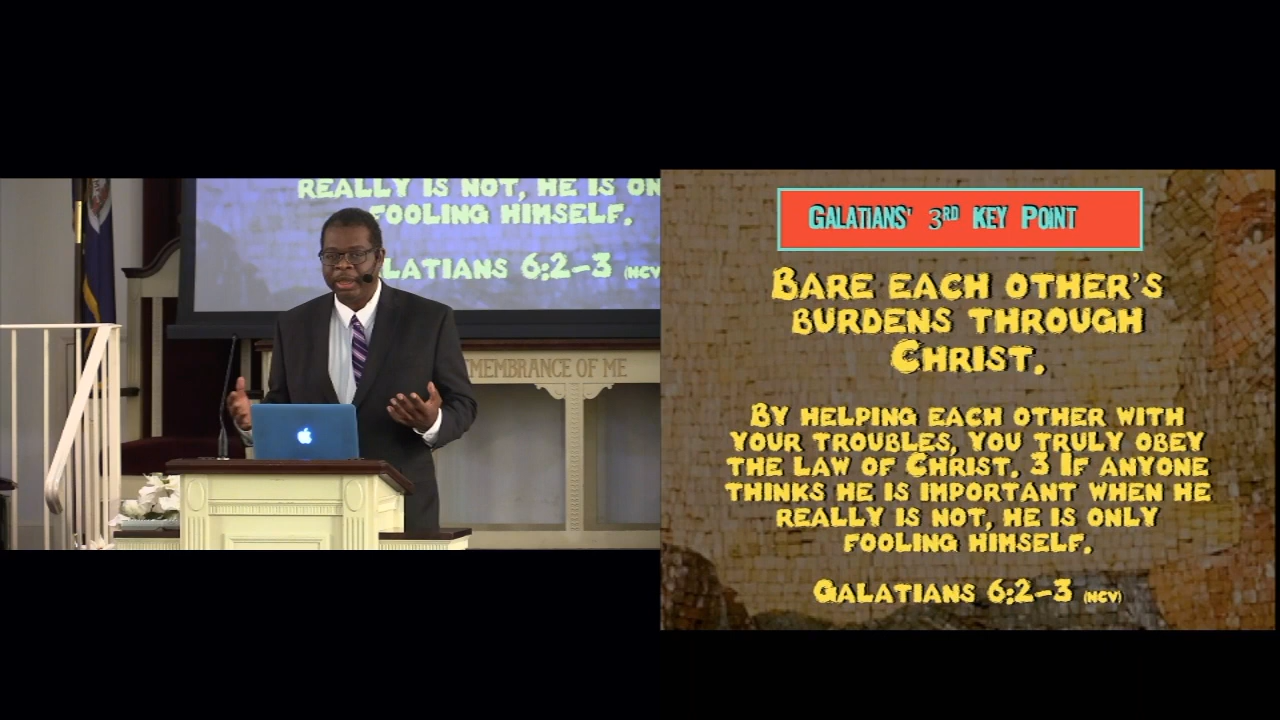 REALLY IS NOT, HE IS ON
FOOLING HIMSELF.
LATIANS 6:2-3 (NCV
MEMBRANCE OF ME
GALATIANS' 3RD KEY POINT
BARE EACH OTHER'S
BURDENS THROUGH
CHRIST.
BY HELPING EACH OTHER WITH
YOUR TROUBLES, YOU TRULY OBEY
THE LAW OF CHRIST. 3 IF ANYONE
THINKS HE IS IMPORTANT WHEN HE
REALLY IS NOT, HE IS ONLY
FOOLING HIMSELF.
GALATIANS 6:2-3 (NCV)